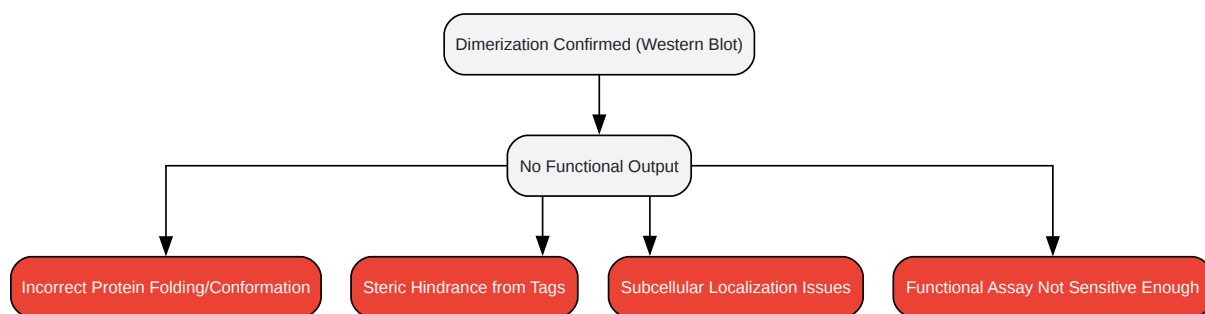 Dimerization Confirmed (Western Blot)
No Functional Output
Incorrect Protein Folding/Conformation
Steric Hindrance from Tags
Subcellular Localization Issues
Functional Assay Not Sensitive Enough